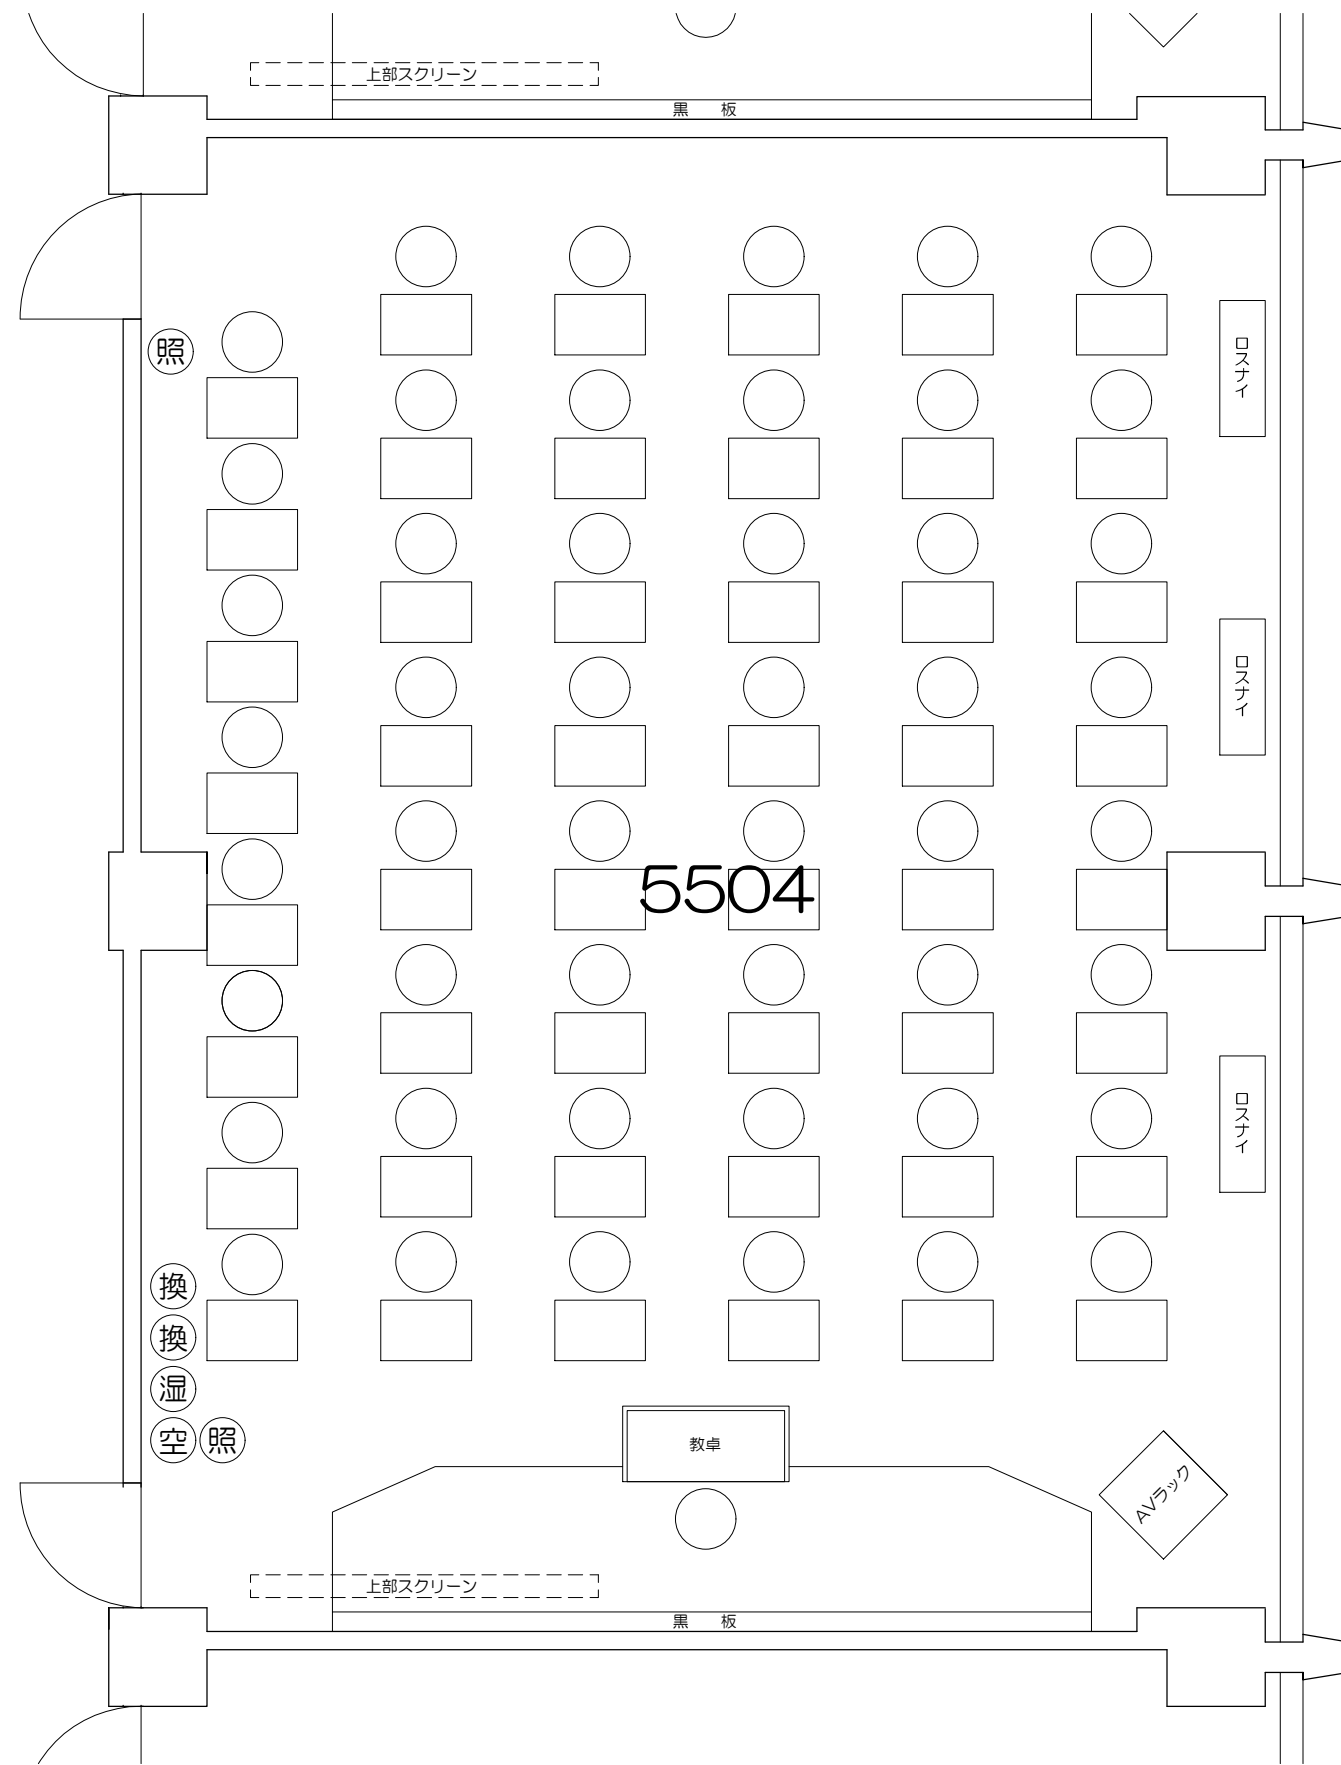 上部スクリーン
黒 板
照
ロスナイ
ロスナイ
5504
ロスナイ
換
換
湿
空 照
教卓
AVラック
上部スクリーン
黒 板